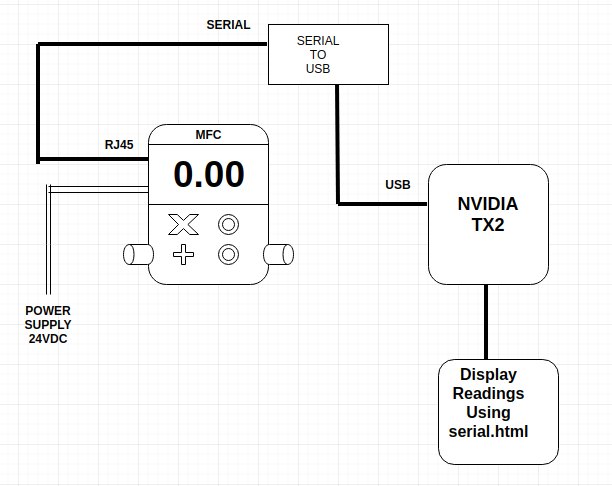 SERIAL
SERIAL
TO
USB
MFC
RJ45
0.00
USB
NVIDIA
TX2
POWER
SUPPLY
24VDC
Display
Readings
Using
serial.html